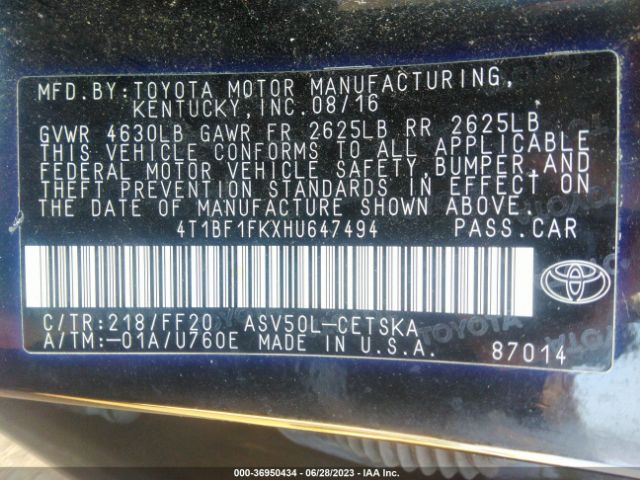 MFD.BY:TOYOTA MOTOR MANUFACTURING,
KENTUCKY,INC.08/16
GVWR 4630LB GAWR FR 2625LB RR 2625LB
THIS VEHICLE CONFORMS TO ALL APPLICABLE
FEDERAL MOTOR VEHICLE SAFETY,BUMPER,AND
THEFT PREVENTION STANDARDS IN EFFECT ON
THE DATE OF MANUFACTURE SHOWN ABOVE.
4T1BF1FKXHU647494 PASS.CAR
C/TR:218/FF20 ASV50L-CETSKA
A/TM:-01A/U760E MADE IN U.S.A. 87014
000-36950434 - 06/28/2023 - IAA Inc.